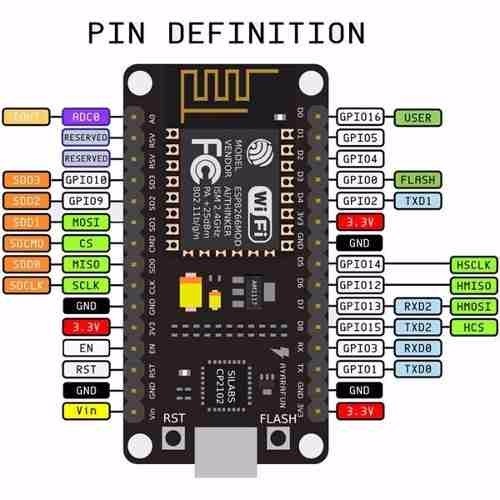 PIN DEFINITION
TOUT ADC0 A0
RESERVED RSV
RESERVED RSV
SDD3 GPIO10 SD3
SDD2 GPIO9 SD2
SDD1 MOSI SD1
SDCMD CS CMD
SDD0 MISO SD0
SDCLK SCLK CLK
GND GND
3.3V 3V3
EN EN
RST RST
GND GND
Vin Vin
MODEL ESP8266MOD
VENDOR AITHINKER
ISM 2.4GHz
PA +25dBm
802.11b/g/n
FC
Wi Fi
AMS1117
SILABS
CP2102
AYARAFUN
RST
FLASH
D0 GPIO16 USER
D1 GPIO5
D2 GPIO4
D3 GPIO0 FLASH
D4 GPIO2 TXD1
3V3 3.3V
GND GND
D5 GPIO14 HSCLK
D6 GPIO12 HMISO
D7 GPIO13 RXD2 HMOSI
D8 GPIO15 TXD2 HCS
RX GPIO3 RXD0
TX GPIO1 TXD0
GND GND
3V3 3.3V